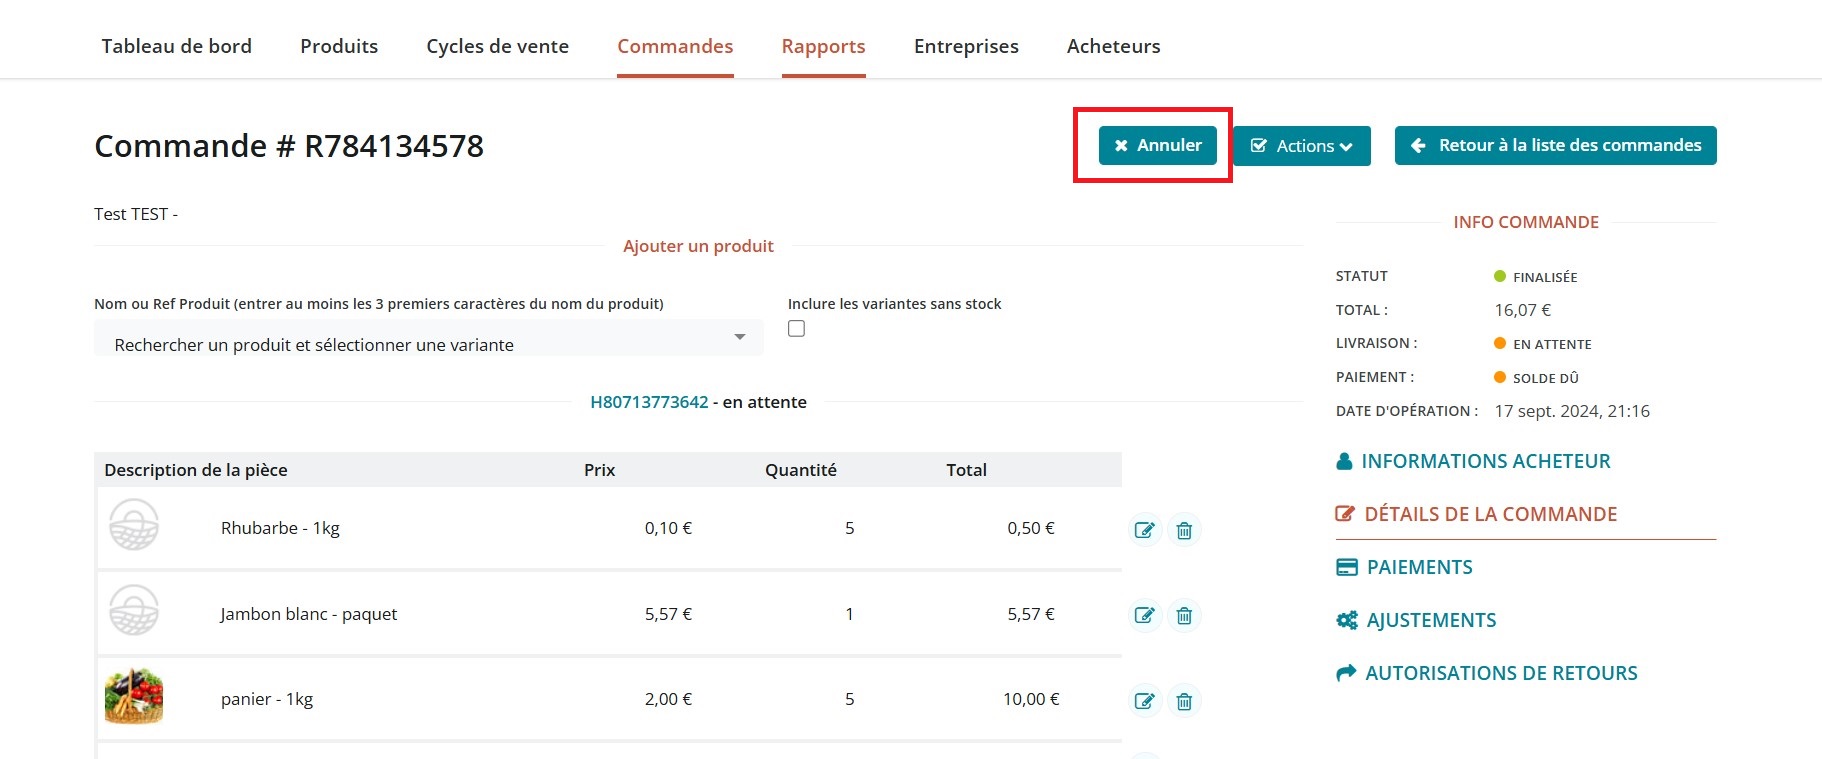 Tableau de bord Produits Cycles de vente Commandes Rapports Entreprises Acheteurs
Commande # R784134578
Annuler Actions Retour à la liste des commandes
Test TEST -
Ajouter un produit
Nom ou Ref Produit (entrer au moins les 3 premiers caractères du nom du produit) Inclure les variantes sans stock
Rechercher un produit et sélectionner une variante
H80713773642 - en attente
Description de la pièce Prix Quantité Total
Rhubarbe - 1kg 0,10 € 5 0,50 €
Jambon blanc - paquet 5,57 € 1 5,57 €
panier - 1kg 2,00 € 5 10,00 €
INFO COMMANDE
STATUT FINALISÉE
TOTAL : 16,07 €
LIVRAISON : EN ATTENTE
PAIEMENT : SOLDE DÛ
DATE D'OPÉRATION : 17 sept. 2024, 21:16
INFORMATIONS ACHETEUR
DÉTAILS DE LA COMMANDE
PAIEMENTS
AJUSTEMENTS
AUTORISATIONS DE RETOURS